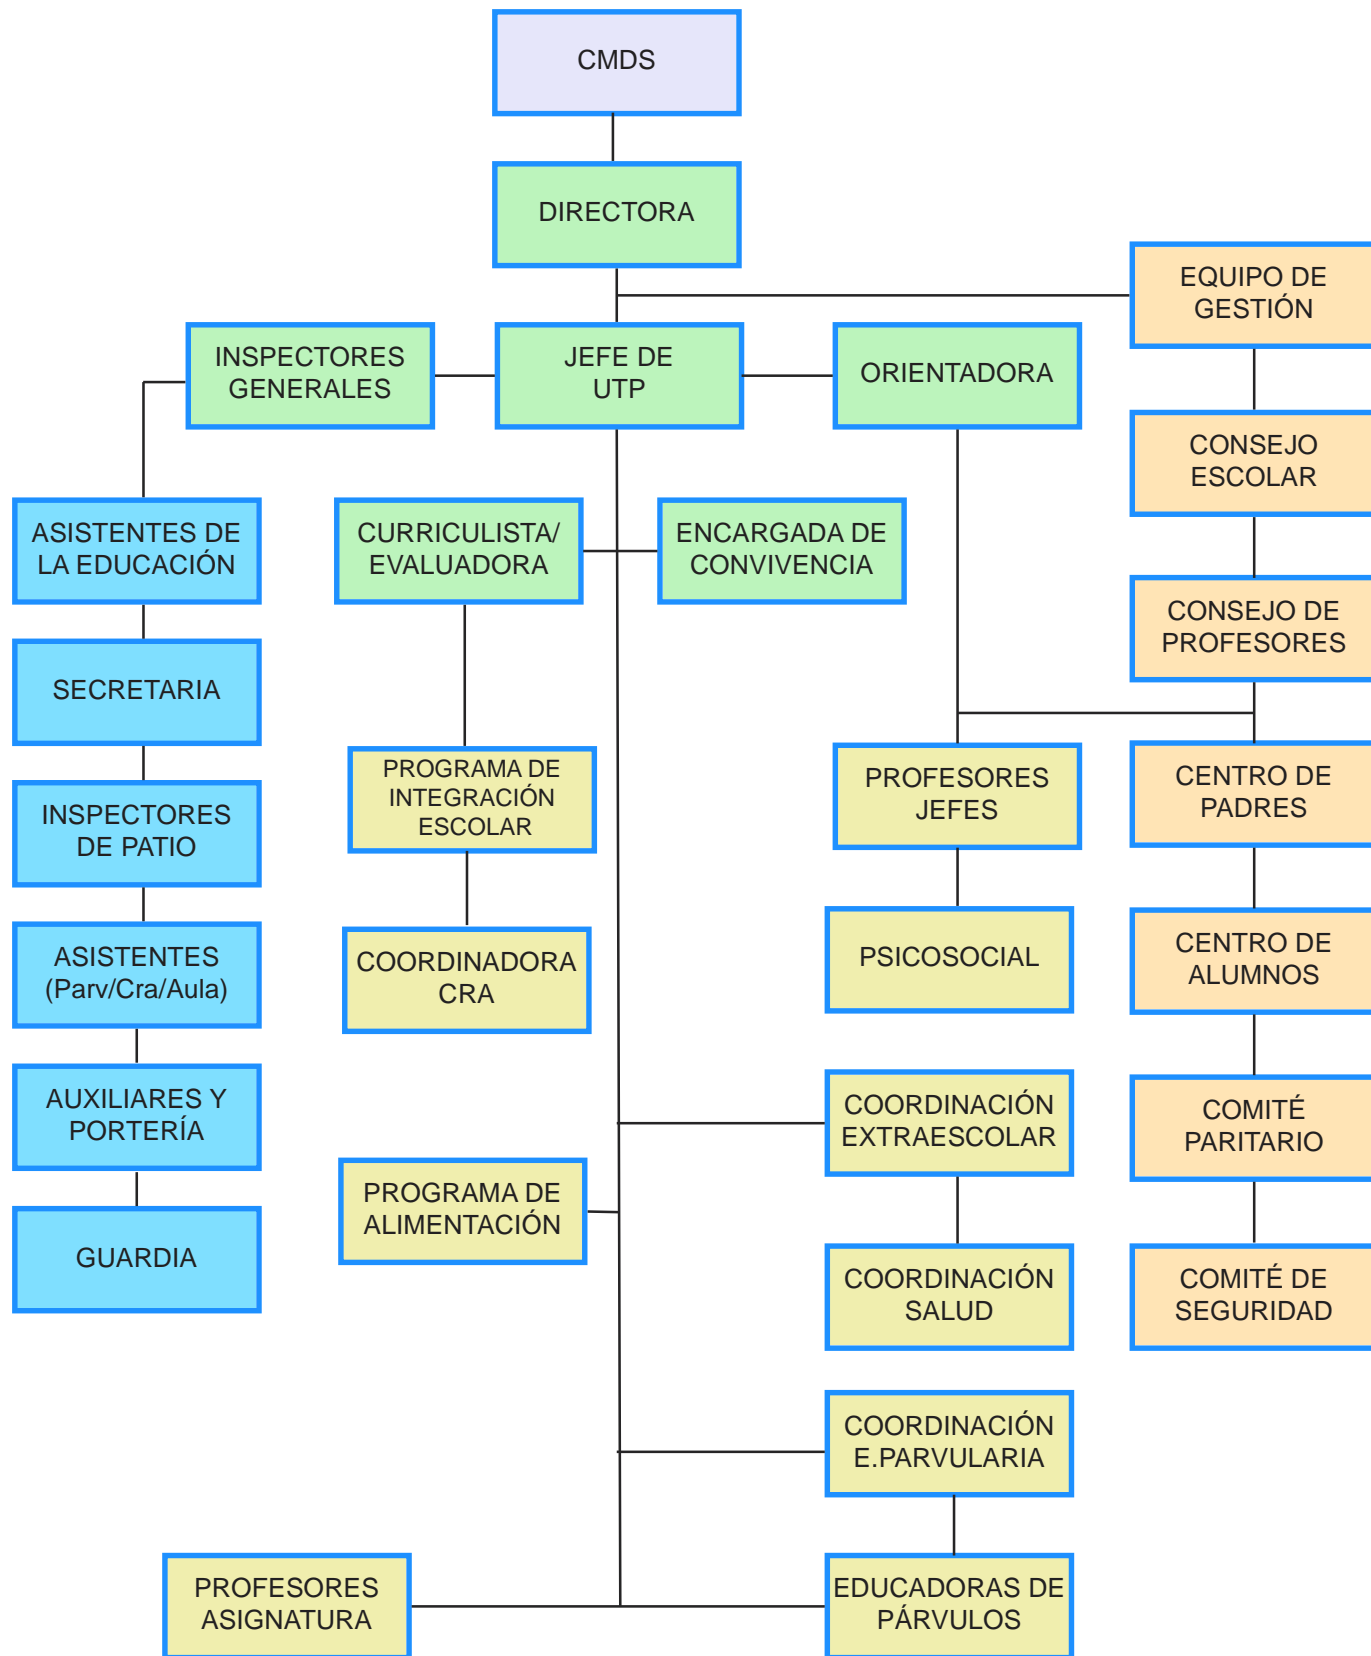 CMDS
DIRECTORA
EQUIPO DE
GESTIÓN
INSPECTORES
GENERALES
JEFE DE
UTP
ORIENTADORA
CONSEJO
ESCOLAR
ASISTENTES DE
LA EDUCACIÓN
CURRICULISTA/
EVALUADORA
ENCARGADA DE
CONVIVENCIA
CONSEJO DE
PROFESORES
SECRETARIA
PROGRAMA DE
INTEGRACIÓN
ESCOLAR
PROFESORES
JEFES
CENTRO DE
PADRES
INSPECTORES
DE PATIO
COORDINADORA
CRA
PSICOSOCIAL
CENTRO DE
ALUMNOS
ASISTENTES
(Parv/Cra/Aula)
AUXILIARES Y
PORTERÍA
COORDINACIÓN
EXTRAESCOLAR
COMITÉ
PARITARIO
PROGRAMA DE
ALIMENTACIÓN
GUARDIA
COORDINACIÓN
SALUD
COMITÉ DE
SEGURIDAD
COORDINACIÓN
E.PARVULARIA
PROFESORES
ASIGNATURA
EDUCADORAS DE
PÁRVULOS